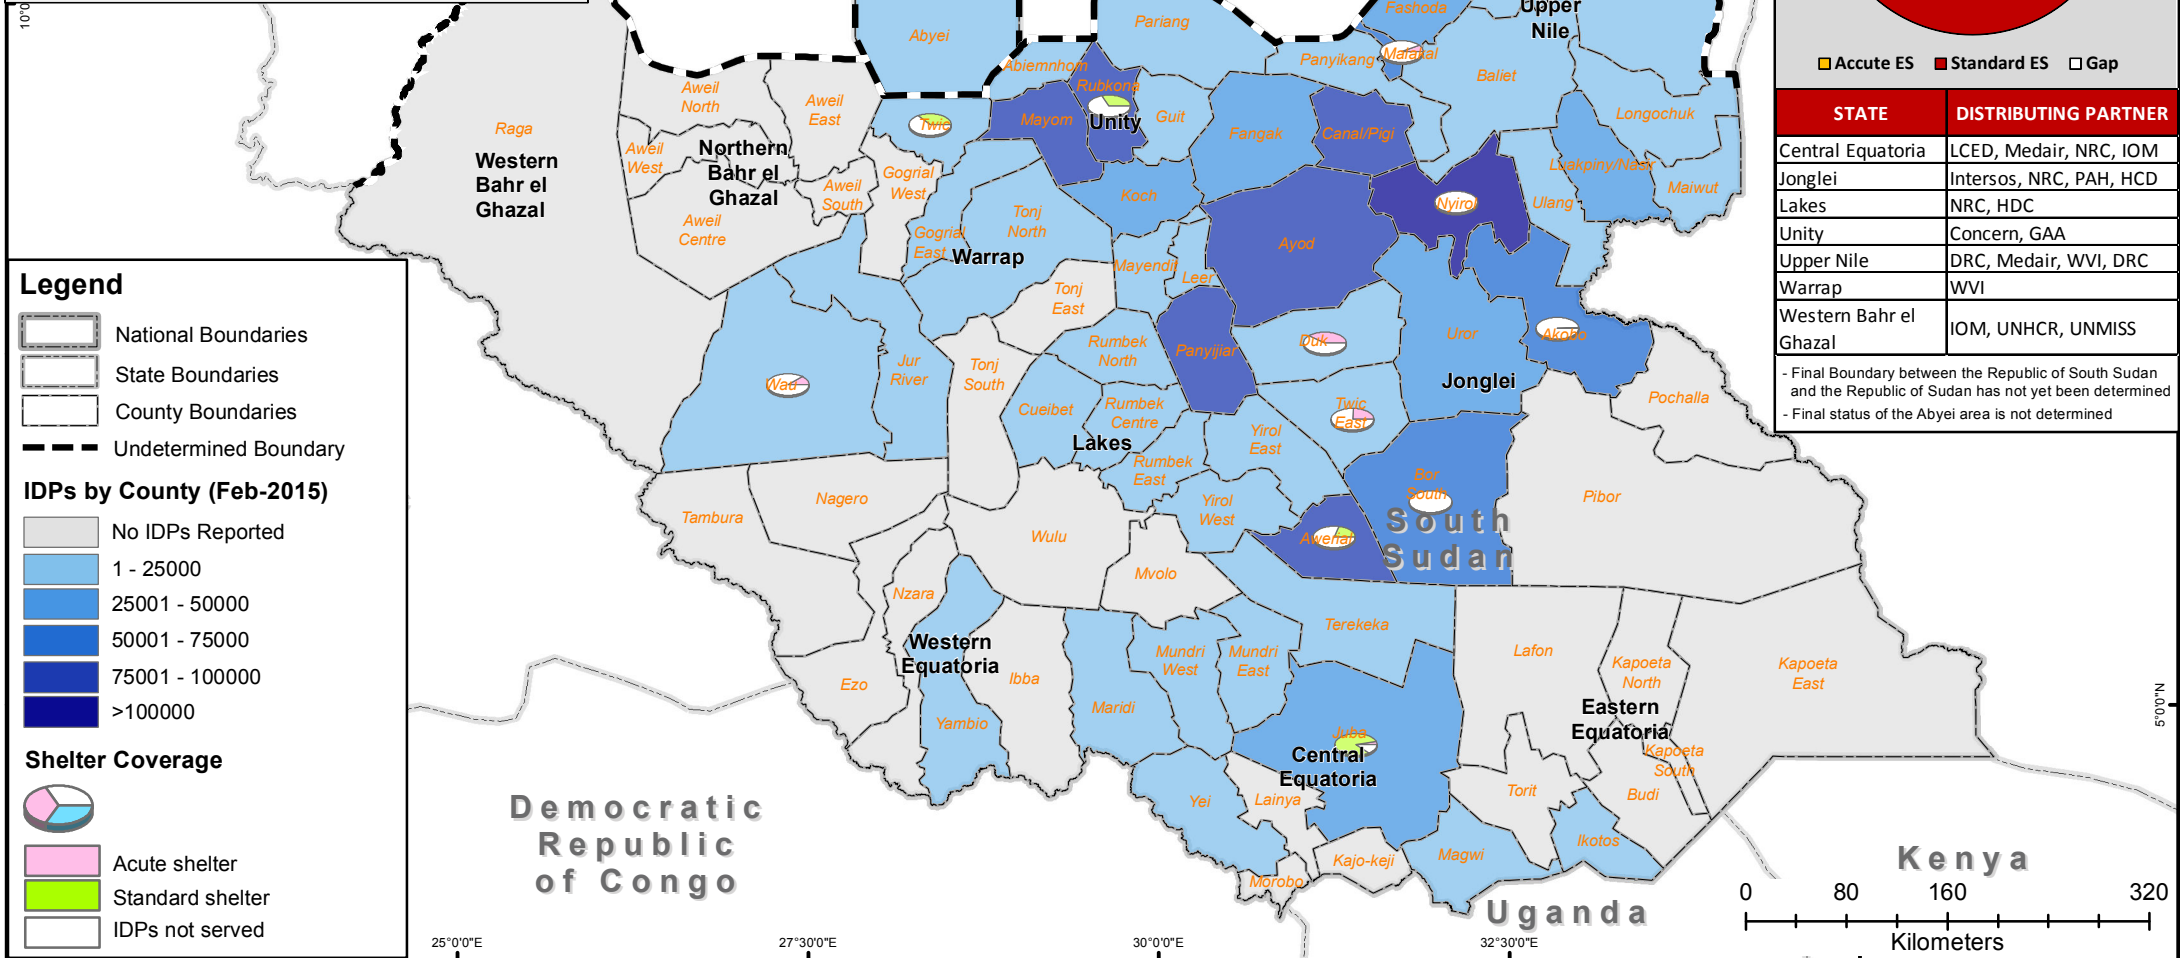 10°0
Fashoda
Upper
Nile
Pariang
Abyei
Malakal
Panyikang
Abiemnhom
Baliet
Rubkona
Accute ES
Standard ES
Gap
STATE
DISTRIBUTING PARTNER
Central Equatoria
LCED, Medair, NRC, IOM
Jonglei
Intersos, NRC, PAH, HCD
Lakes
NRC, HDC
Unity
Concern, GAA
Upper Nile
DRC, Medair, WVI, DRC
Warrap
WVI
Western Bahr el
Ghazal
IOM, UNHCR, UNMISS
- Final Boundary between the Republic of South Sudan
and the Republic of Sudan has not yet been determined
- Final status of the Abyei area is not determined
Aweil
North
Aweil
East
Raga
Western
Bahr el
Ghazal
Aweil
West
Northern
Bahr el
Ghazal
Aweil
South
Aweil
Centre
Twic
Gogrial
West
Gogrial
East
Warrap
Tonj
North
Tonj
East
Tonj
South
Mayom
Unity
Guit
Koch
Mayendit
Leer
Panyijiar
Fangak
Canal/Pigi
Ayod
Nyirol
Longochuk
Luakpiny/Nasir
Maiwut
Ulang
Duk
Uror
Akobo
Jonglei
Twic
East
Pochalla
Pibor
Bor
South
South
Sudan
Wau
Jur
River
Rumbek
North
Cueibet
Rumbek
Centre
Lakes
Rumbek
East
Yirol
East
Yirol
West
Awerial
Tambura
Nagero
Wulu
Mvolo
Nzara
Western
Equatoria
Ezo
Yambio
Ibba
Maridi
Mundri
West
Mundri
East
Terekeka
Juba
Central
Equatoria
Yei
Lainya
Morobo
Kajo-keji
Lafon
Kapoeta
North
Kapoeta
East
Eastern
Equatoria
Kapoeta
South
Torit
Budi
Ikotos
Magwi
Democratic
Republic
of Congo
Uganda
Kenya
Legend
National Boundaries
State Boundaries
County Boundaries
Undetermined Boundary
IDPs by County (Feb-2015)
No IDPs Reported
1 - 25000
25001 - 50000
50001 - 75000
75001 - 100000
>100000
Shelter Coverage
Acute shelter
Standard shelter
IDPs not served
5°0'0"N
0 80 160 320
Kilometers
25°0'0"E 27°30'0"E 30°0'0"E 32°30'0"E